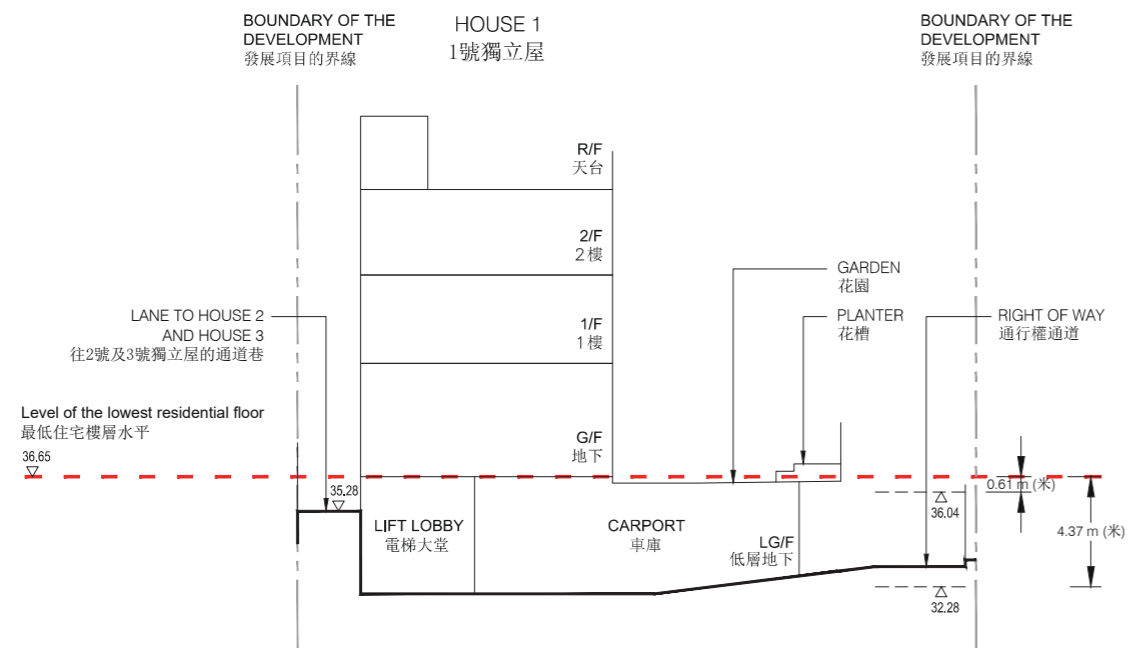 BOUNDARY OF THE
DEVELOPMENT
發展項目的界線
HOUSE 1
1號獨立屋
BOUNDARY OF THE
DEVELOPMENT
發展項目的界線
R/F
天台
2/F
2樓
GARDEN
花園
LANE TO HOUSE 2
AND HOUSE 3
往2號及3號獨立屋的通道巷
1/F
1樓
PLANTER
花槽
RIGHT OF WAY
通行權通道
Level of the lowest residential floor
最低住宅樓層水平
36.65
G/F
地下
35.28
0.61 m (米)
36.04
LIFT LOBBY
電梯大堂
CARPORT
車庫
LG/F
低層地下
4.37 m (米)
32.28